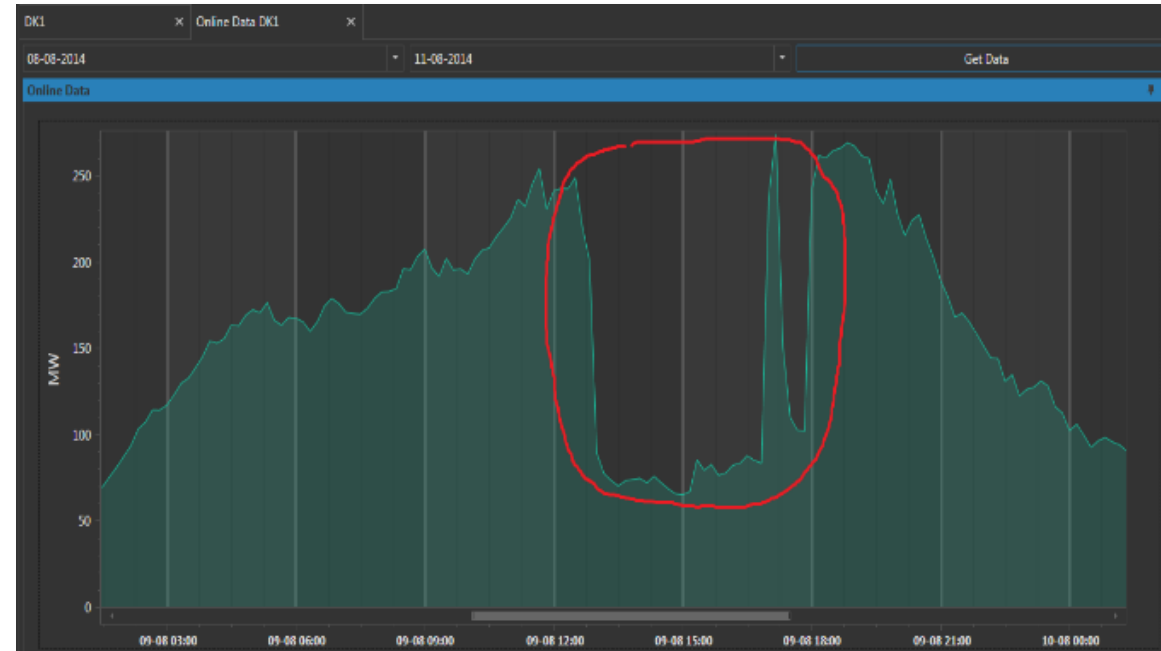 DK1 × Online Data DK1 ×
08-08-2014 11-08-2014 Get Data
Online Data
250
200
150
MW
100
50
0
09-08 03:00 09-08 06:00 09-08 09:00 09-08 12:00 09-08 15:00 09-08 18:00 09-08 21:00 10-08 00:00